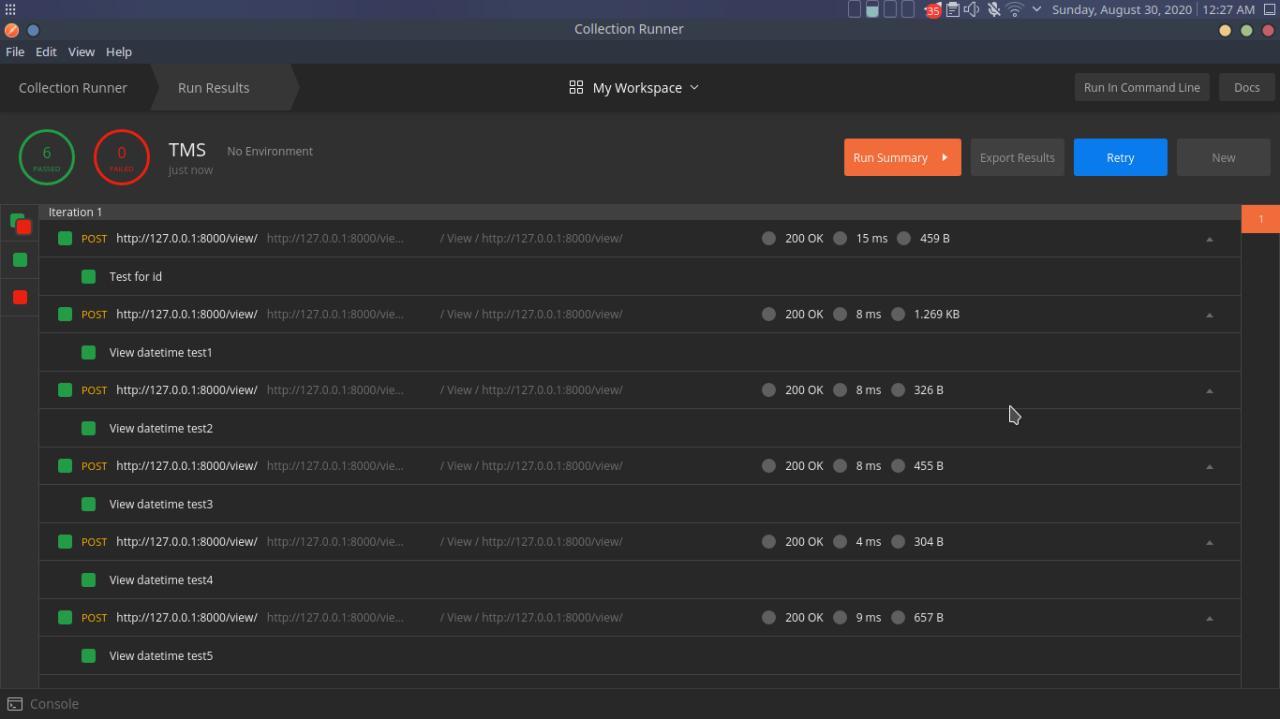 35 Sunday, August 30, 2020 12:27 AM
Collection Runner
File Edit View Help
Collection Runner Run Results My Workspace Run In Command Line Docs
6 PASSED 0 FAILED TMS No Environment just now Run Summary Export Results Retry New
Iteration 1 1
POST http://127.0.0.1:8000/view/ http://127.0.0.1:8000/vie... / View / http://127.0.0.1:8000/view/ 200 OK 15 ms 459 B
Test for id
POST http://127.0.0.1:8000/view/ http://127.0.0.1:8000/vie... / View / http://127.0.0.1:8000/view/ 200 OK 8 ms 1.269 KB
View datetime test1
POST http://127.0.0.1:8000/view/ http://127.0.0.1:8000/vie... / View / http://127.0.0.1:8000/view/ 200 OK 8 ms 326 B
View datetime test2
POST http://127.0.0.1:8000/view/ http://127.0.0.1:8000/vie... / View / http://127.0.0.1:8000/view/ 200 OK 8 ms 455 B
View datetime test3
POST http://127.0.0.1:8000/view/ http://127.0.0.1:8000/vie... / View / http://127.0.0.1:8000/view/ 200 OK 4 ms 304 B
View datetime test4
POST http://127.0.0.1:8000/view/ http://127.0.0.1:8000/vie... / View / http://127.0.0.1:8000/view/ 200 OK 9 ms 657 B
View datetime test5
Console